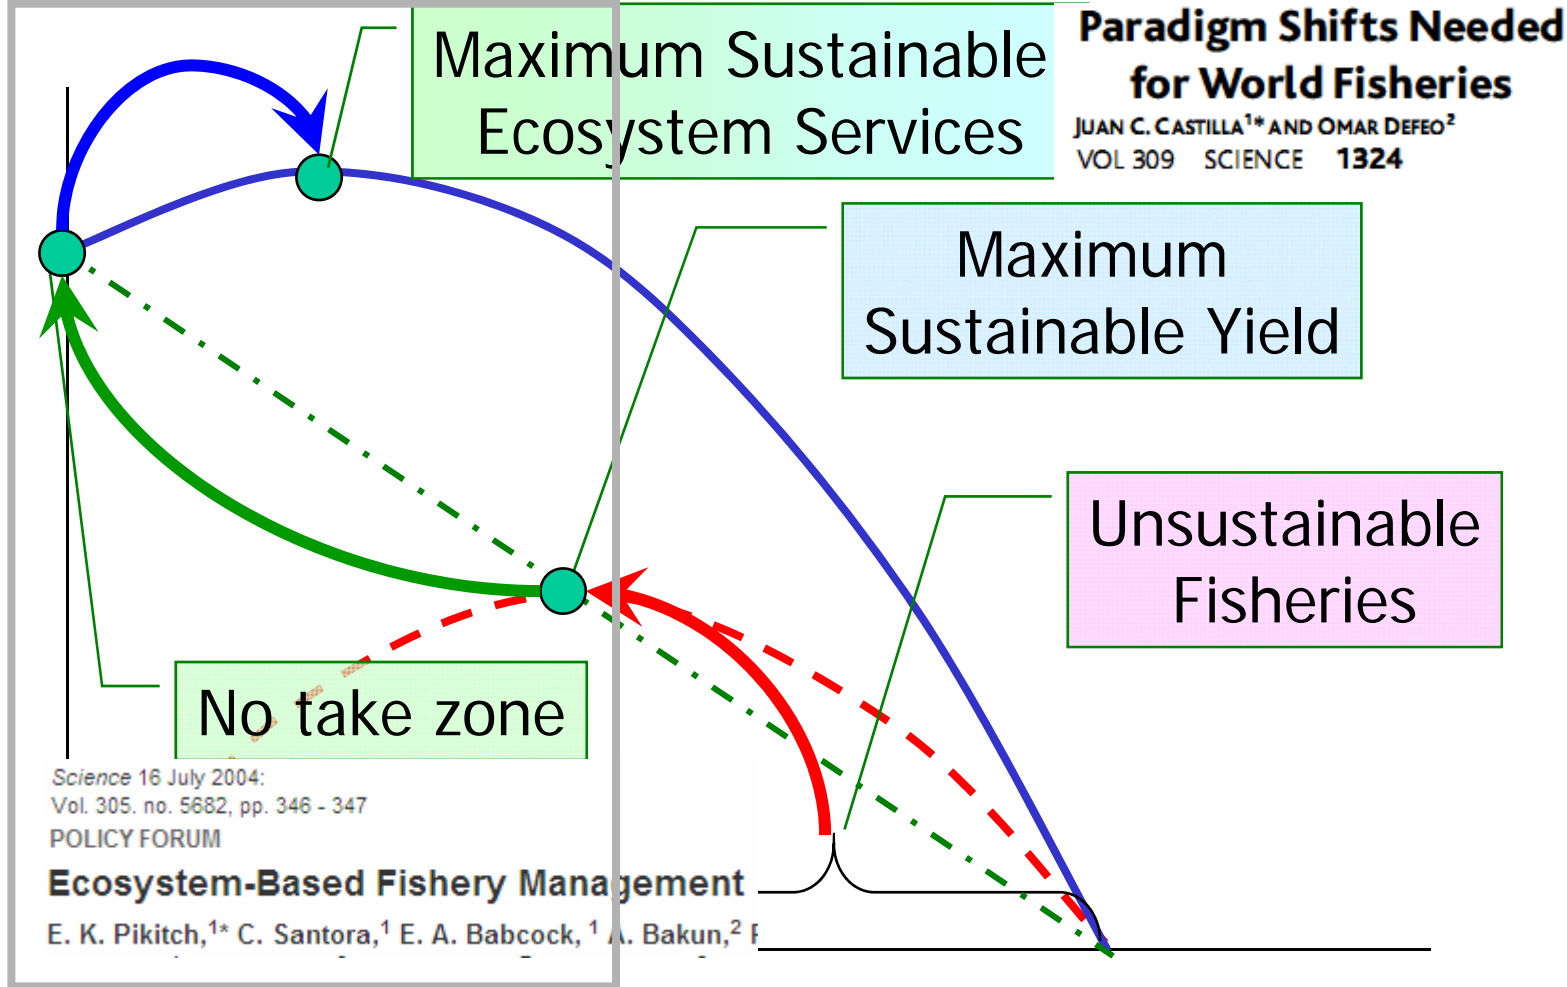 Maximum Sustainable
Ecosystem Services
Paradigm Shifts Needed
for World Fisheries
JUAN C. CASTILLA¹* AND OMAR DEFEO²
VOL 309 SCIENCE 1324
Maximum
Sustainable Yield
Unsustainable
Fisheries
No take zone
Science 16 July 2004:
Vol. 305. no. 5682, pp. 346 - 347
POLICY FORUM
Ecosystem-Based Fishery Management
E. K. Pikitch,¹* C. Santora,¹ E. A. Babcock, ¹ A. Bakun,²